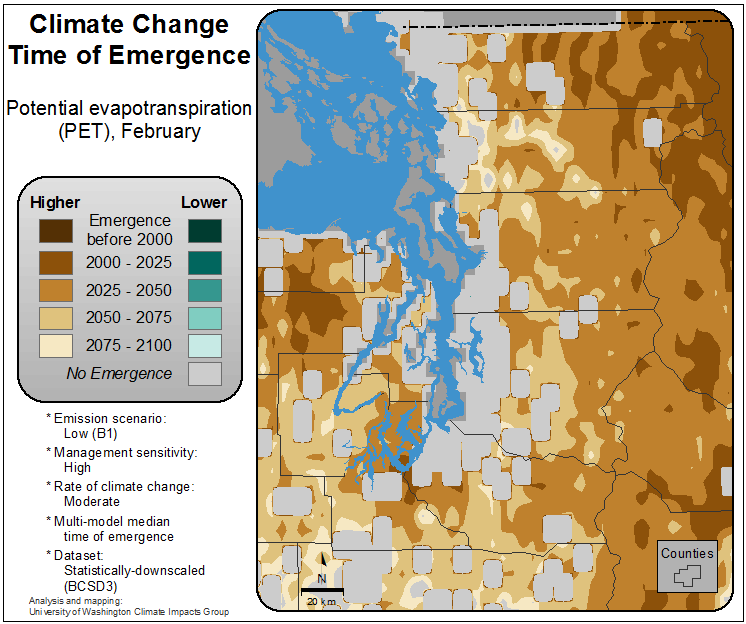 Climate Change
Time of Emergence
Potential evapotranspiration
(PET), February
Higher
Lower
Emergence
before 2000
2000 - 2025
2025 - 2050
2050 - 2075
2075 - 2100
No Emergence
* Emission scenario:
Low (B1)
* Management sensitivity:
High
* Rate of climate change:
Moderate
* Multi-model median
time of emergence
* Dataset:
Statistically-downscaled
(BCSD3)
Analysis and mapping:
University of Washington Climate Impacts Group
N
20 km
Counties